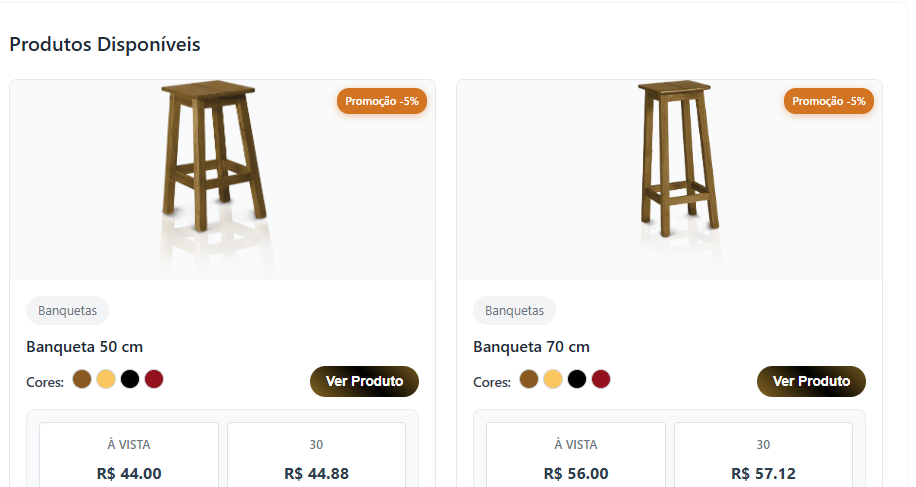 Produtos Disponíveis
Promoção -5%
Promoção -5%
Banquetas
Banquetas
Banqueta 50 cm
Banqueta 70 cm
Cores:
Ver Produto
Cores:
Ver Produto
À VISTA
30
À VISTA
30
R$ 44.00
R$ 44.88
R$ 56.00
R$ 57.12